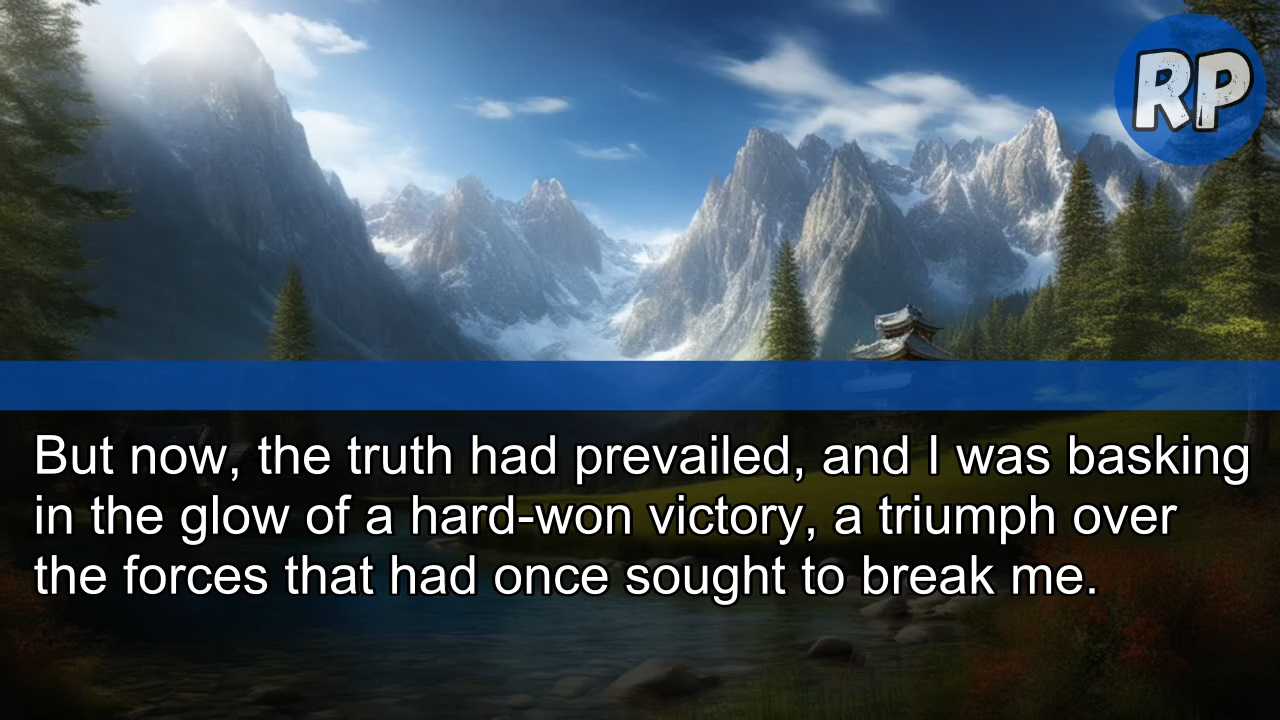 RP
But now, the truth had prevailed, and I was basking
in the glow of a hard-won victory, a triumph over
the forces that had once sought to break me.